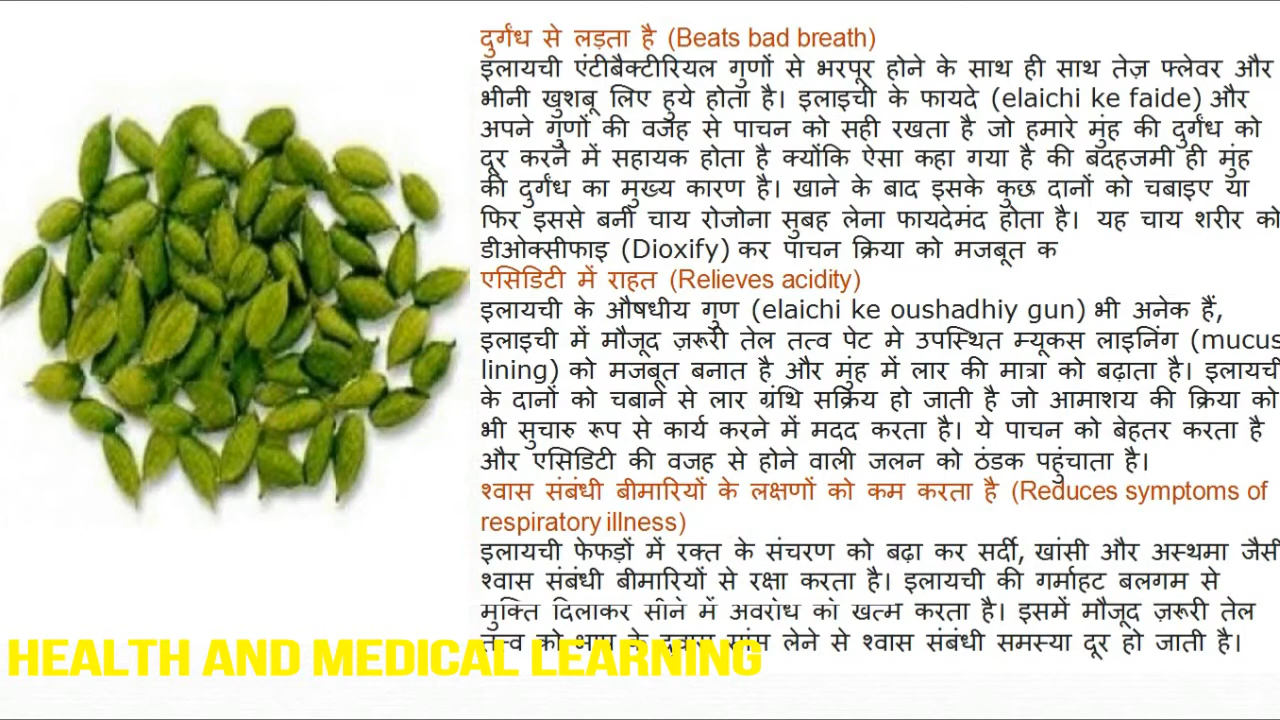 दुर्गंध से लड़ता है (Beats bad breath)
इलायची एंटीबैक्टीरियल गुणों से भरपूर होने के साथ ही साथ तेज़ फ्लेवर और
भीनी खुशबू लिए हुये होता है। इलाइची के फायदे (elaichi ke faide) और
अपने गुणों की वजह से पाचन को सही रखता है जो हमारे मुंह की दुर्गंध को
दूर करने में सहायक होता है क्योंकि ऐसा कहा गया है की बदहजमी ही मुंह
की दुर्गंध का मुख्य कारण है। खाने के बाद इसके कुछ दानों को चबाइए या
फिर इससे बनी चाय रोजोना सुबह लेना फायदेमंद होता है। यह चाय शरीर को
डीओक्सीफाइ (Dioxify) कर पाचन क्रिया को मजबूत क
एसिडिटी में राहत (Relieves acidity)
इलायची के औषधीय गुण (elaichi ke oushadhiy gun) भी अनेक हैं,
इलाइची में मौजूद ज़रूरी तेल तत्व पेट मे उपस्थित म्यूकस लाइनिंग (mucus
lining) को मजबूत बनात है और मुंह में लार की मात्रा को बढ़ाता है। इलायची
के दानों को चबाने से लार ग्रंथि सक्रिय हो जाती है जो आमाशय की क्रिया को
भी सुचारु रूप से कार्य करने में मदद करता है। ये पाचन को बेहतर करता है
और एसिडिटी की वजह से होने वाली जलन को ठंडक पहुंचाता है।
श्वास संबंधी बीमारियों के लक्षणों को कम करता है (Reduces symptoms of
respiratory illness)
इलायची फेफड़ों में रक्त के संचरण को बढ़ा कर सर्दी, खांसी और अस्थमा जैसी
श्वास संबंधी बीमारियों से रक्षा करता है। इलायची की गर्माहट बलगम से
मुक्ति दिलाकर सीने में अवरोध को खत्म करता है। इसमें मौजूद ज़रूरी तेल
तत्व को लेने से श्वास संबंधी समस्या दूर हो जाती है।
HEALTH AND MEDICAL LEARNING